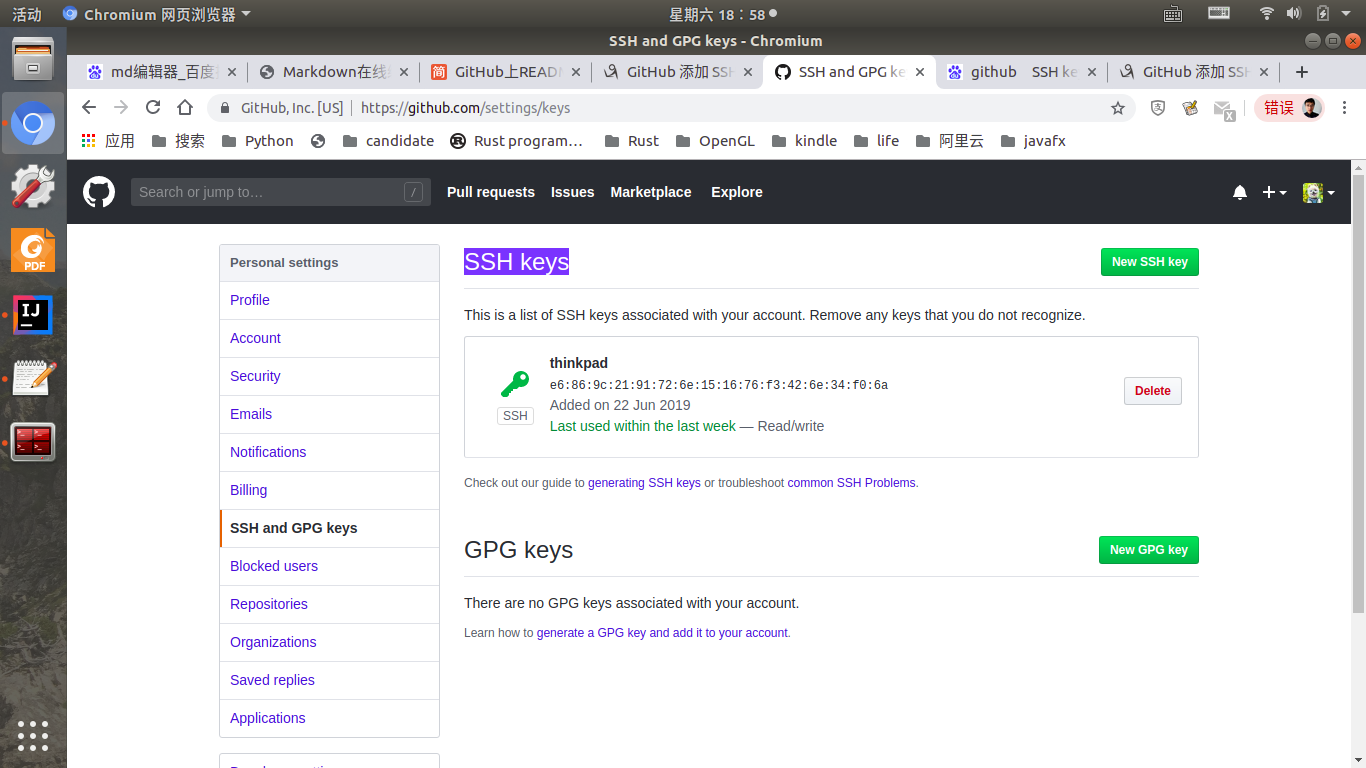 活动
Chromium 网页浏览器
星期六 18：58
SSH and GPG keys - Chromium
md编辑器_百度
Markdown在线
GitHub上READ
GitHub 添加 SSH
SSH and GPG ke
github SSH ke
GitHub 添加 SSH
GitHub, Inc. [US] | https://github.com/settings/keys
错误
应用
搜索
Python
candidate
Rust program…
Rust
OpenGL
kindle
life
阿里云
javafx
Search or jump to…
/
Pull requests
Issues
Marketplace
Explore
Personal settings
Profile
Account
Security
Emails
Notifications
Billing
SSH and GPG keys
Blocked users
Repositories
Organizations
Saved replies
Applications
SSH keys
New SSH key
This is a list of SSH keys associated with your account. Remove any keys that you do not recognize.
thinkpad
e6:86:9c:21:91:72:6e:15:16:76:f3:42:6e:34:f0:6a
Added on 22 Jun 2019
Last used within the last week — Read/write
SSH
Delete
Check out our guide to generating SSH keys or troubleshoot common SSH Problems.
GPG keys
New GPG key
There are no GPG keys associated with your account.
Learn how to generate a GPG key and add it to your account.
PDF
IJ